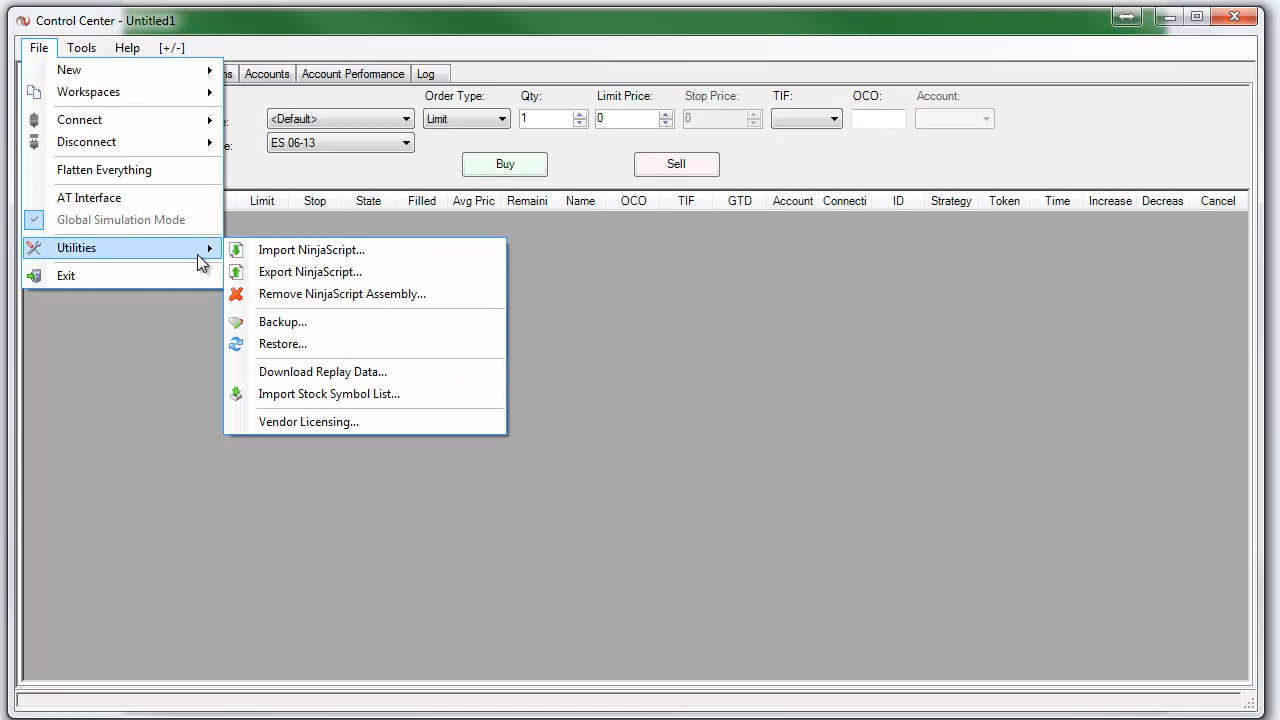 Control Center - Untitled1
File Tools Help [+/-]
Accounts Account Performance Log
New
Workspaces
Connect
Disconnect
Flatten Everything
AT Interface
Global Simulation Mode
Utilities
Exit
Order Type: Qty: Limit Price: Stop Price: TIF: OCO: Account:
<Default> Limit 1 0 0
ES 06-13
Buy Sell
Limit Stop State Filled Avg Pric Remaini Name OCO TIF GTD Account Connecti ID Strategy Token Time Increase Decreas Cancel
Import NinjaScript...
Export NinjaScript...
Remove NinjaScript Assembly...
Backup...
Restore...
Download Replay Data...
Import Stock Symbol List...
Vendor Licensing...